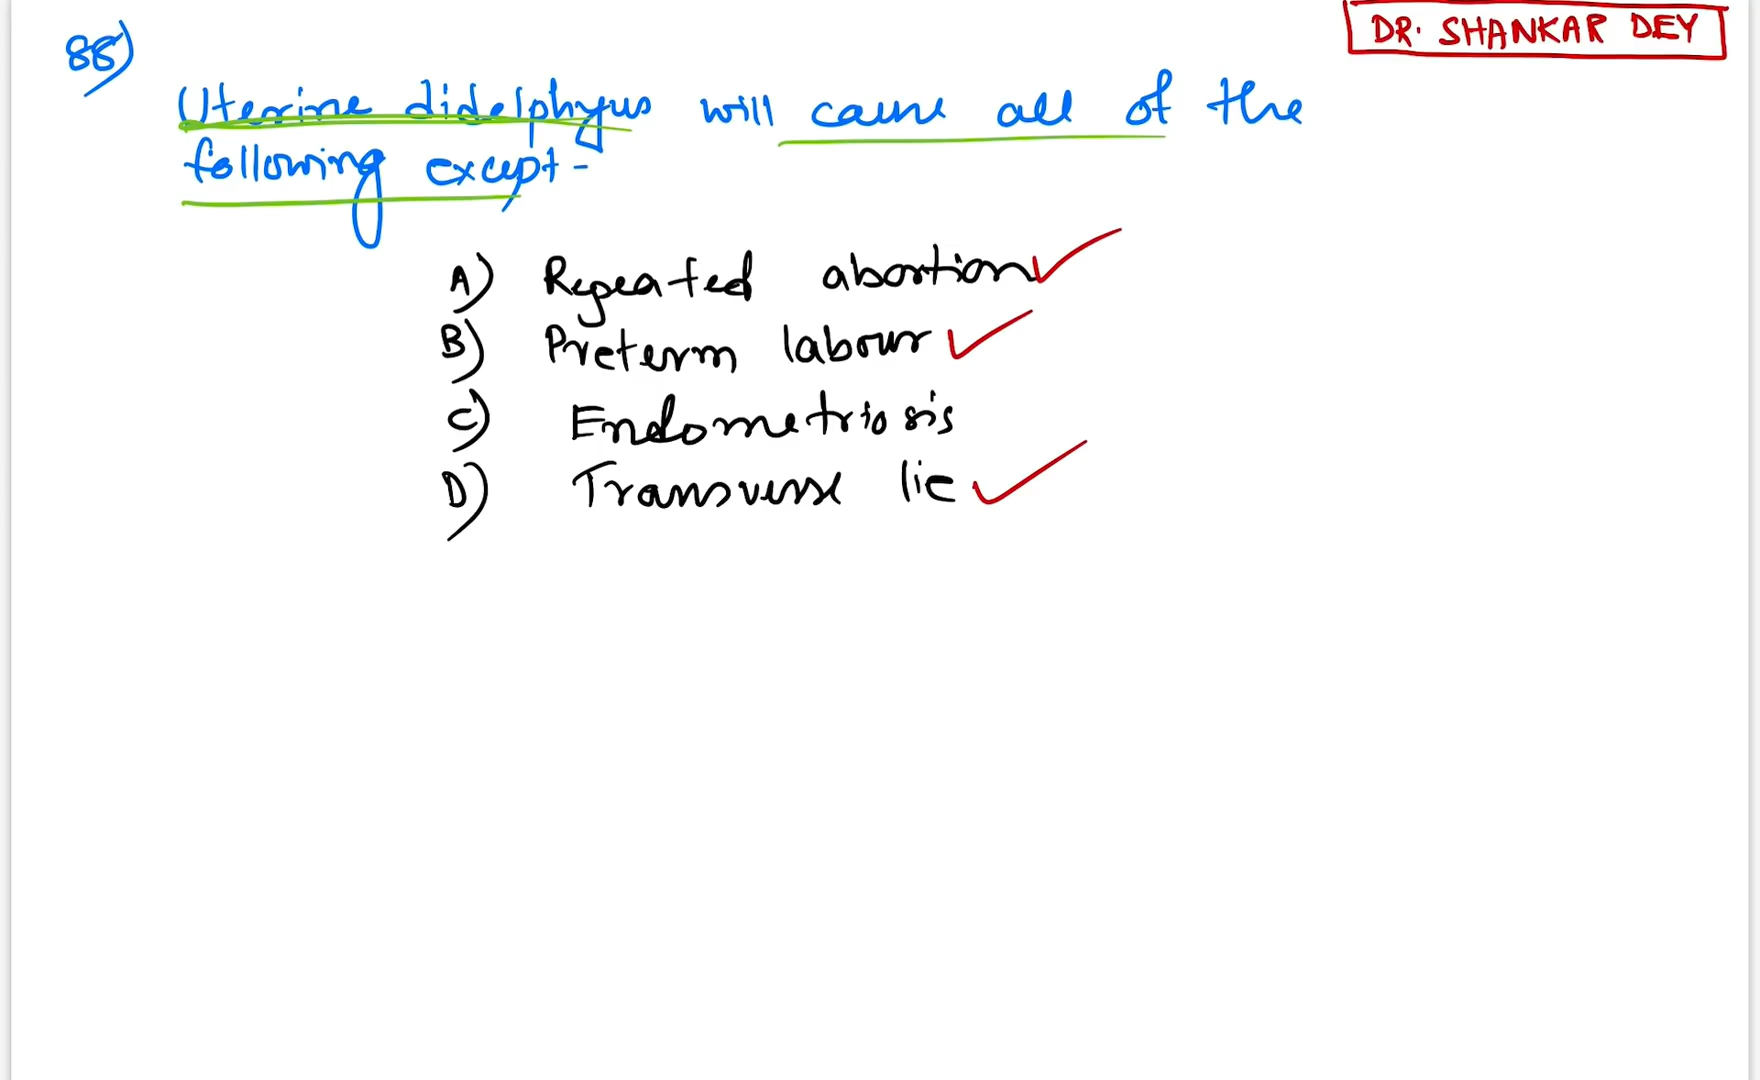 DR. SHANKAR DEY
88)
Uterine didelphyus will cause all of the
following except-
A) Repeated abortion
B) Preterm labour
C) Endometriosis
D) Transverse lie